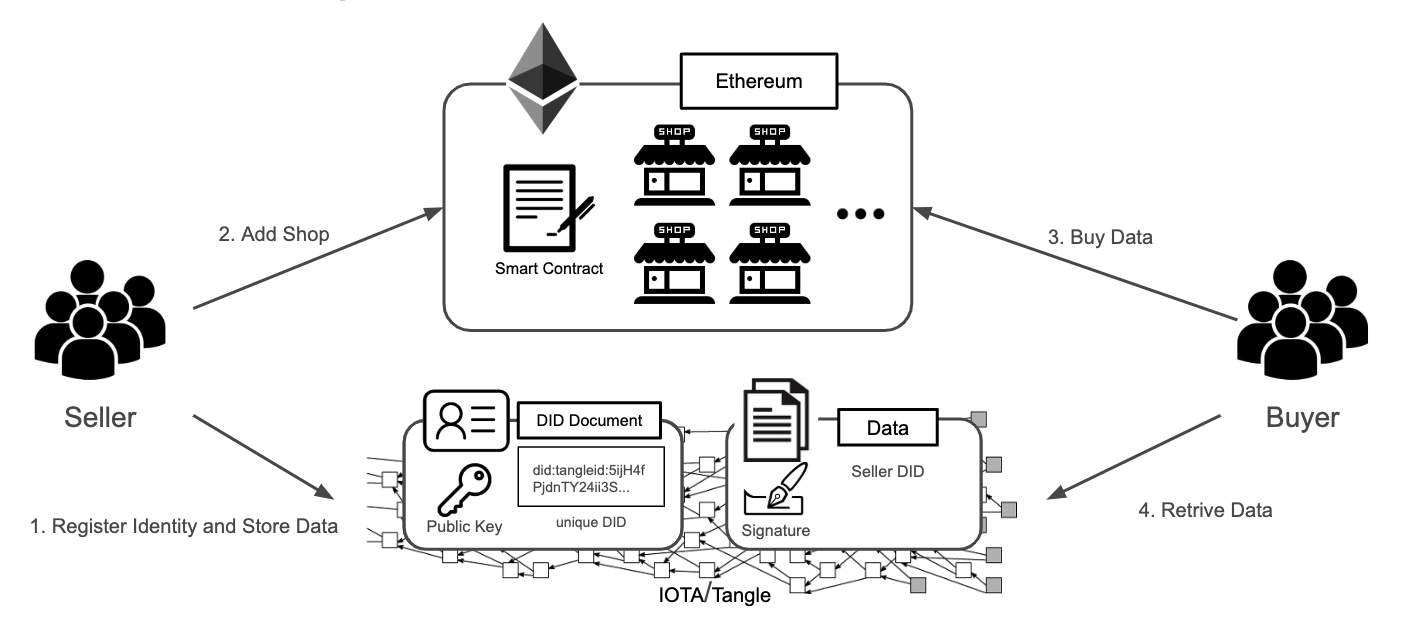 Ethereum
SHOP
SHOP
2. Add Shop
SHOP
SHOP
3. Buy Data
Smart Contract
Seller
Buyer
DID Document
Data
did:tangleid:5ijH4f
PjdnTY24ii3S...
Seller DID
Public Key
unique DID
Signature
1. Register Identity and Store Data
4. Retrive Data
IOTA/Tangle